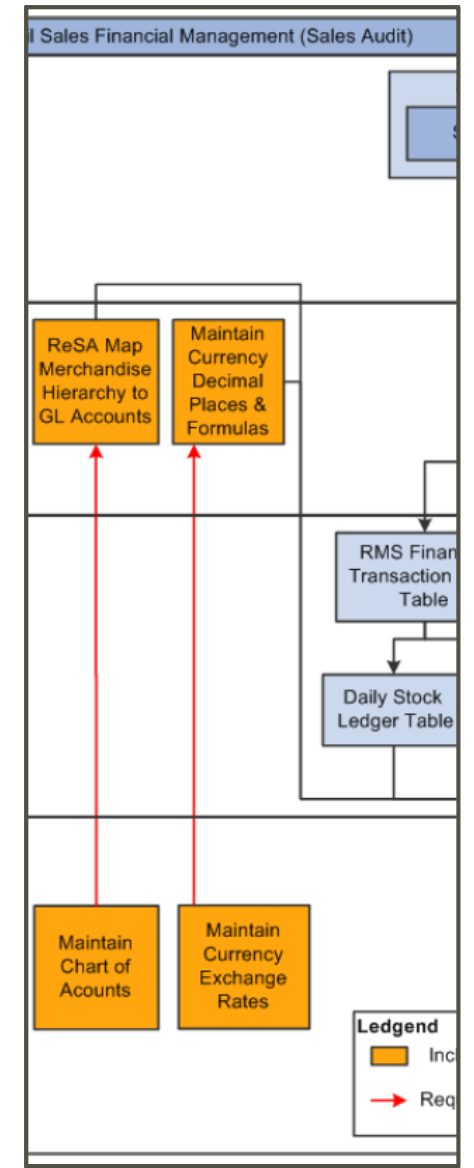 l Sales Financial Management (Sales Audit)
ReSA Map
Merchandise
Hierarchy to
GL Accounts
Maintain
Currency
Decimal
Places &
Formulas
RMS Finan
Transaction
Table
Daily Stock
Ledger Table
Maintain
Chart of
Acounts
Maintain
Currency
Exchange
Rates
Ledgend
Incl
Req